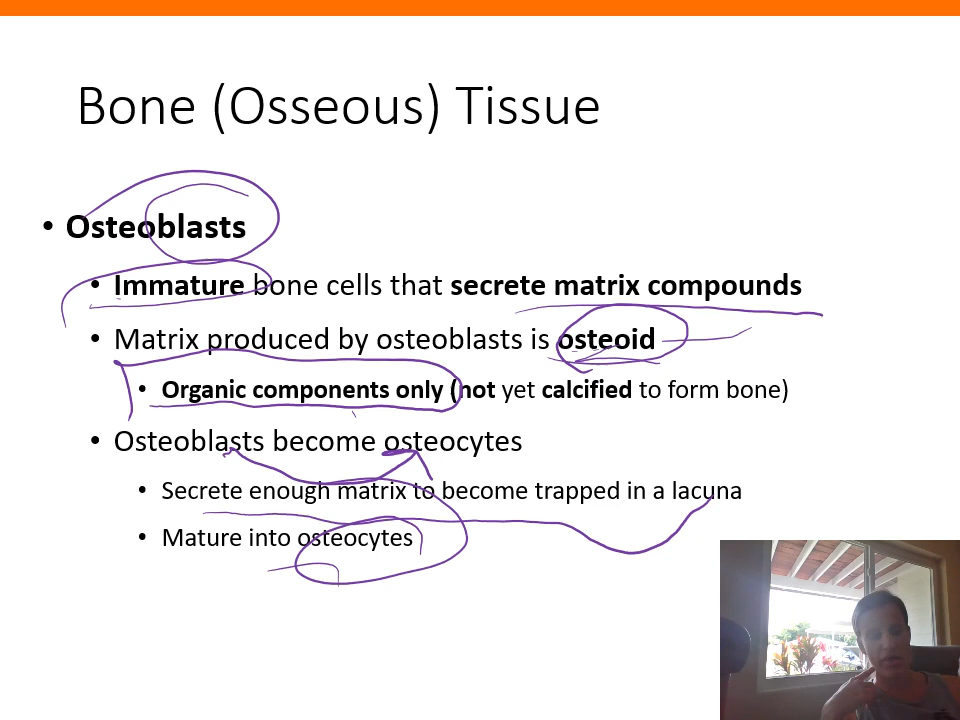 Bone (Osseous) Tissue
• Osteoblasts
• Immature bone cells that secrete matrix compounds
• Matrix produced by osteoblasts is osteoid
• Organic components only (not yet calcified to form bone)
• Osteoblasts become osteocytes
• Secrete enough matrix to become trapped in a lacuna
• Mature into osteocytes